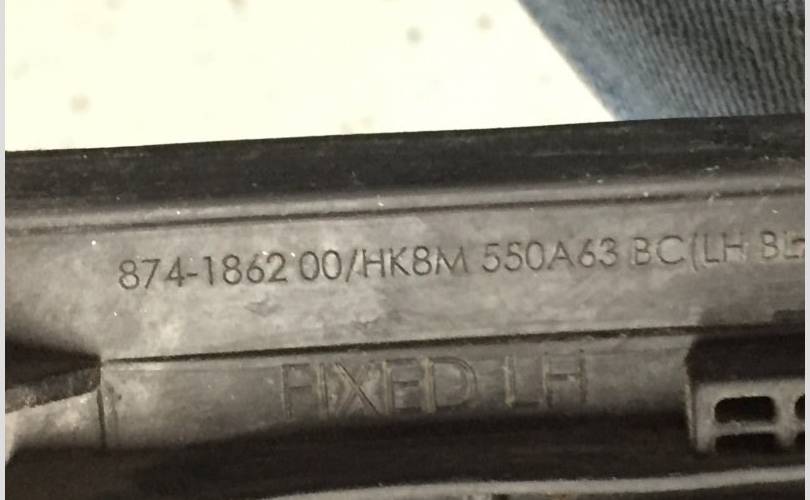 874-1862 00/HK8M 550A63 BC(LH
FIXED LH